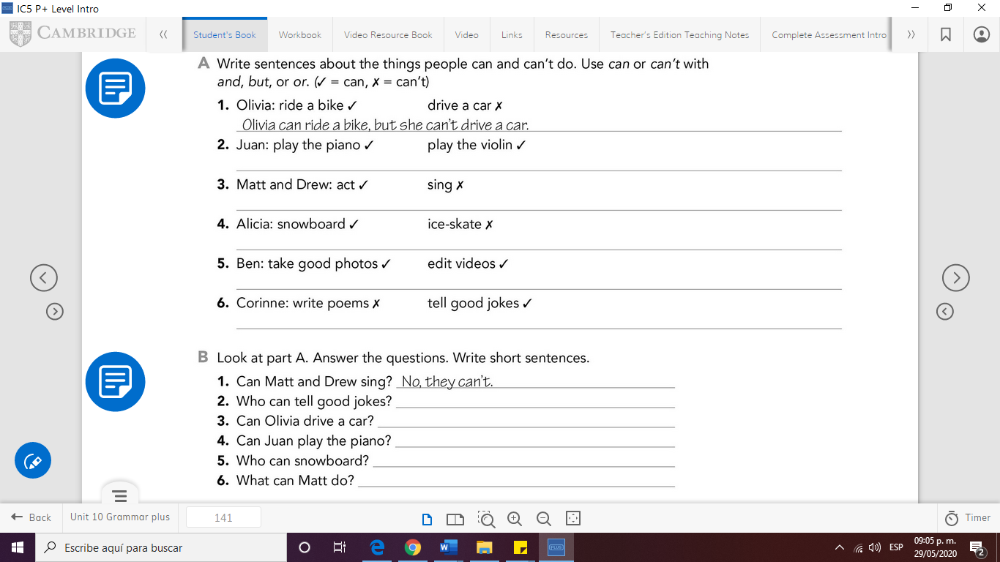 IC5 P+ Level Intro
CAMBRIDGE
Student's Book
Workbook
Video Resource Book
Video
Links
Resources
Teacher's Edition Teaching Notes
Complete Assessment Intro
A Write sentences about the things people can and can't do. Use can or can't with
and, but, or or. (✓ = can, ✗ = can't)
1. Olivia: ride a bike ✓ drive a car ✗
Olivia can ride a bike, but she can't drive a car.
2. Juan: play the piano ✓ play the violin ✓
3. Matt and Drew: act ✓ sing ✗
4. Alicia: snowboard ✓ ice-skate ✗
5. Ben: take good photos ✓ edit videos ✓
6. Corinne: write poems ✗ tell good jokes ✓
B Look at part A. Answer the questions. Write short sentences.
1. Can Matt and Drew sing? No, they can't.
2. Who can tell good jokes?
3. Can Olivia drive a car?
4. Can Juan play the piano?
5. Who can snowboard?
6. What can Matt do?
Back
Unit 10 Grammar plus
141
Timer
Escribe aquí para buscar
PLUS
ESP
09:05 p. m.
29/05/2020
2